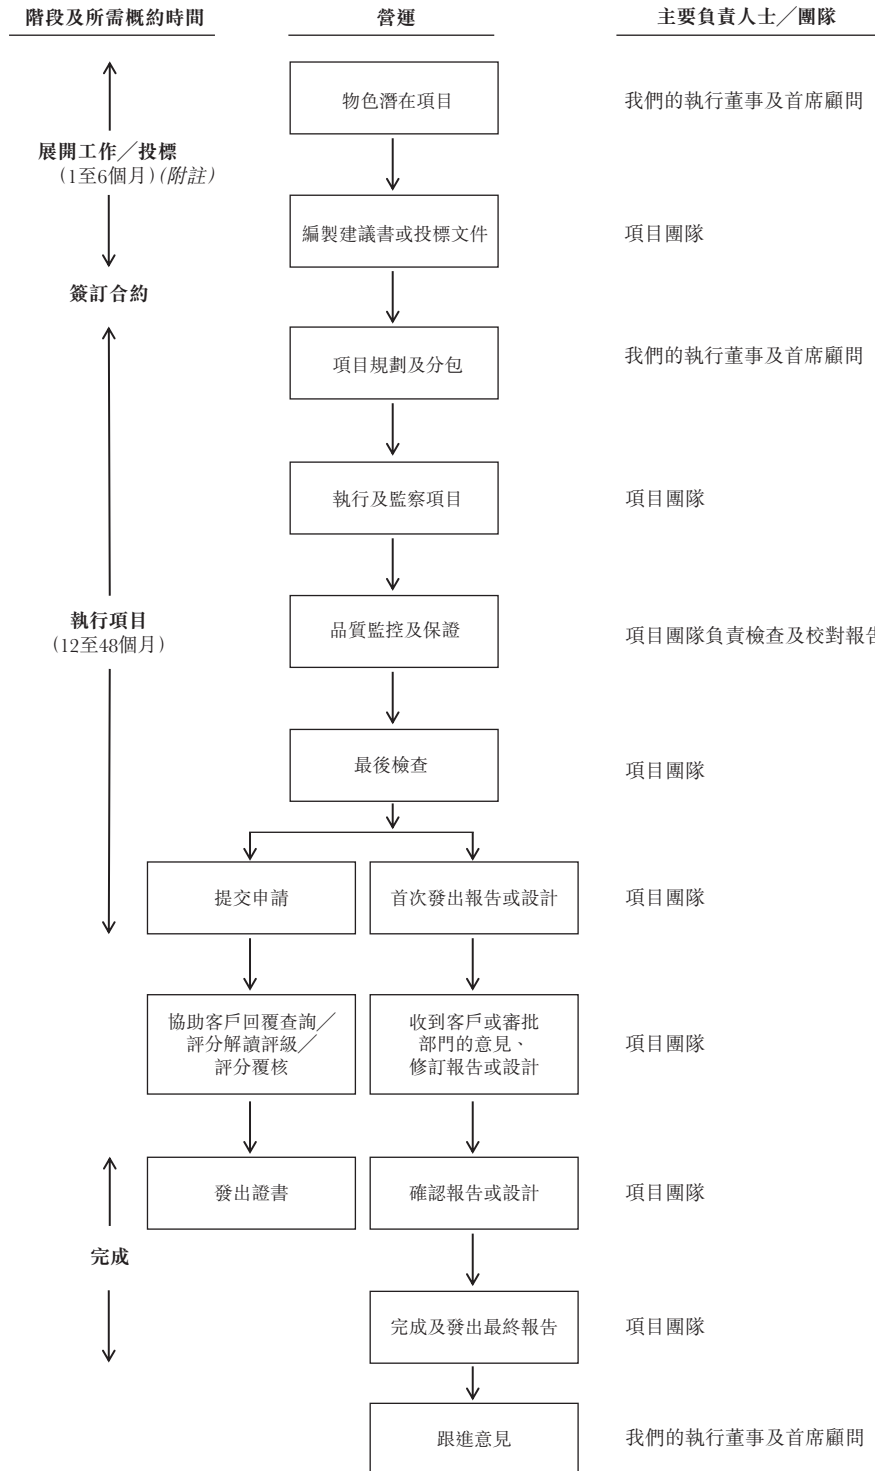 階段及所需概約時間
營運
主要負責人士／團隊
物色潛在項目
我們的執行董事及首席顧問
展開工作／投標
(1至6個月)(附註)
編製建議書或投標文件
項目團隊
簽訂合約
項目規劃及分包
我們的執行董事及首席顧問
執行及監察項目
項目團隊
執行項目
(12至48個月)
品質監控及保證
項目團隊負責檢查及校對報告
最後檢查
項目團隊
提交申請
首次發出報告或設計
項目團隊
協助客戶回覆查詢／
評分解讀評級／
評分覆核
收到客戶或審批
部門的意見、
修訂報告或設計
項目團隊
發出證書
確認報告或設計
項目團隊
完成
完成及發出最終報告
項目團隊
跟進意見
我們的執行董事及首席顧問